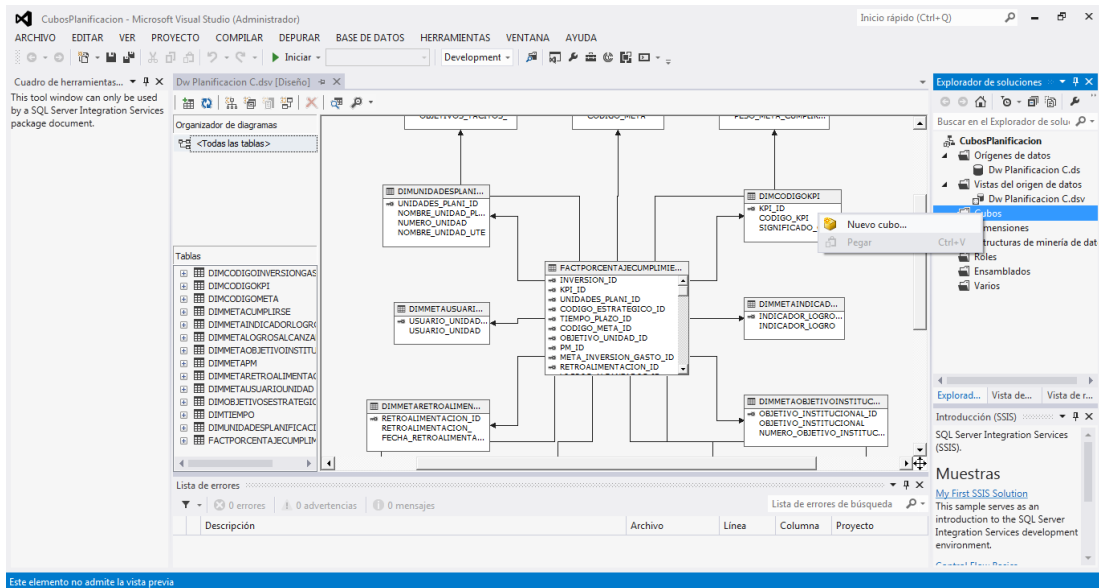 CubosPlanificacion - Microsoft Visual Studio (Administrador)
Inicio rápido (Ctrl+Q)
ARCHIVO EDITAR VER PROYECTO COMPILAR DEPURAR BASE DE DATOS HERRAMIENTAS VENTANA AYUDA
Iniciar
Development
Cuadro de herramientas...
This tool window can only be used
by a SQL Server Integration Services
package document.
Dw Planificacion C.dsv [Diseño]
Organizador de diagramas
<Todas las tablas>
Tablas
DIMCODIGOINVERSIONGAS
DIMCODIGOKPI
DIMCODIGOMETA
DIMMETACUMPLIRSE
DIMMETAINDICADORLOGR
DIMMETALOGROSALCANZA
DIMMETAOBJETIVOINSTITU
DIMMETAPM
DIMMETARETROALIMENTA
DIMMETAUSUARIOUNIDAD
DIMOBJETIVOSESTRATEGIC
DIMTIEMPO
DIMUNIDADESPLANIFICACI
FACTPORCENTAJECUMPLIM
OBJETIVOS_TACITOS_
CODIGO_META
PESO_META_CUMPLIR...
DIMUNIDADESPLANI...
UNIDADES_PLANI_ID
NOMBRE_UNIDAD_PL...
NUMERO_UNIDAD
NOMBRE_UNIDAD_UTE
DIMCODIGOKPI
KPI_ID
CODIGO_KPI
SIGNIFICADO_
FACTPORCENTAJECUMPLIMIE...
INVERSION_ID
KPI_ID
UNIDADES_PLANI_ID
CODIGO_ESTRATEGICO_ID
TIEMPO_PLAZO_ID
CODIGO_META_ID
OBJETIVO_UNIDAD_ID
PM_ID
META_INVERSION_GASTO_ID
RETROALIMENTACION_ID
DIMMETAUSUARI...
USUARIO_UNIDAD...
USUARIO_UNIDAD
DIMMETAINDICAD...
INDICADOR_LOGRO...
INDICADOR_LOGRO
DIMMETARETROALIMEN...
RETROALIMENTACION_ID
RETROALIMENTACION_
FECHA_RETROALIMENTA...
DIMMETAOBJETIVOINSTITUC...
OBJETIVO_INSTITUCIONAL_ID
OBJETIVO_INSTITUCIONAL
NUMERO_OBJETIVO_INSTITUC...
Nuevo cubo...
Pegar Ctrl+V
Explorador de soluciones
Buscar en el Explorador de soluc
CubosPlanificacion
Orígenes de datos
Dw Planificacion C.ds
Vistas del origen de datos
Dw Planificacion C.dsv
Cubos
mensiones
tructuras de minería de dat
Roles
Ensamblados
Varios
Explorad... Vista de... Vista de r...
Introducción (SSIS)
SQL Server Integration Services
(SSIS).
Muestras
My First SSIS Solution
This sample serves as an
introduction to the SQL Server
Integration Services development
environment.
Control Flow Basics
Lista de errores
0 errores 0 advertencias 0 mensajes
Lista de errores de búsqueda
Descripción Archivo Línea Columna Proyecto
Este elemento no admite la vista previa